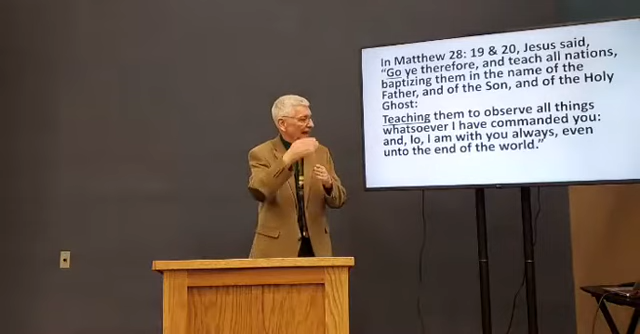 In Matthew 28: 19 & 20, Jesus said,
"Go ye therefore, and teach all nations,
baptizing them in the name of the
Father, and of the Son, and of the Holy
Ghost:
Teaching them to observe all things
whatsoever I have commanded you:
and, lo, I am with you always, even
unto the end of the world."